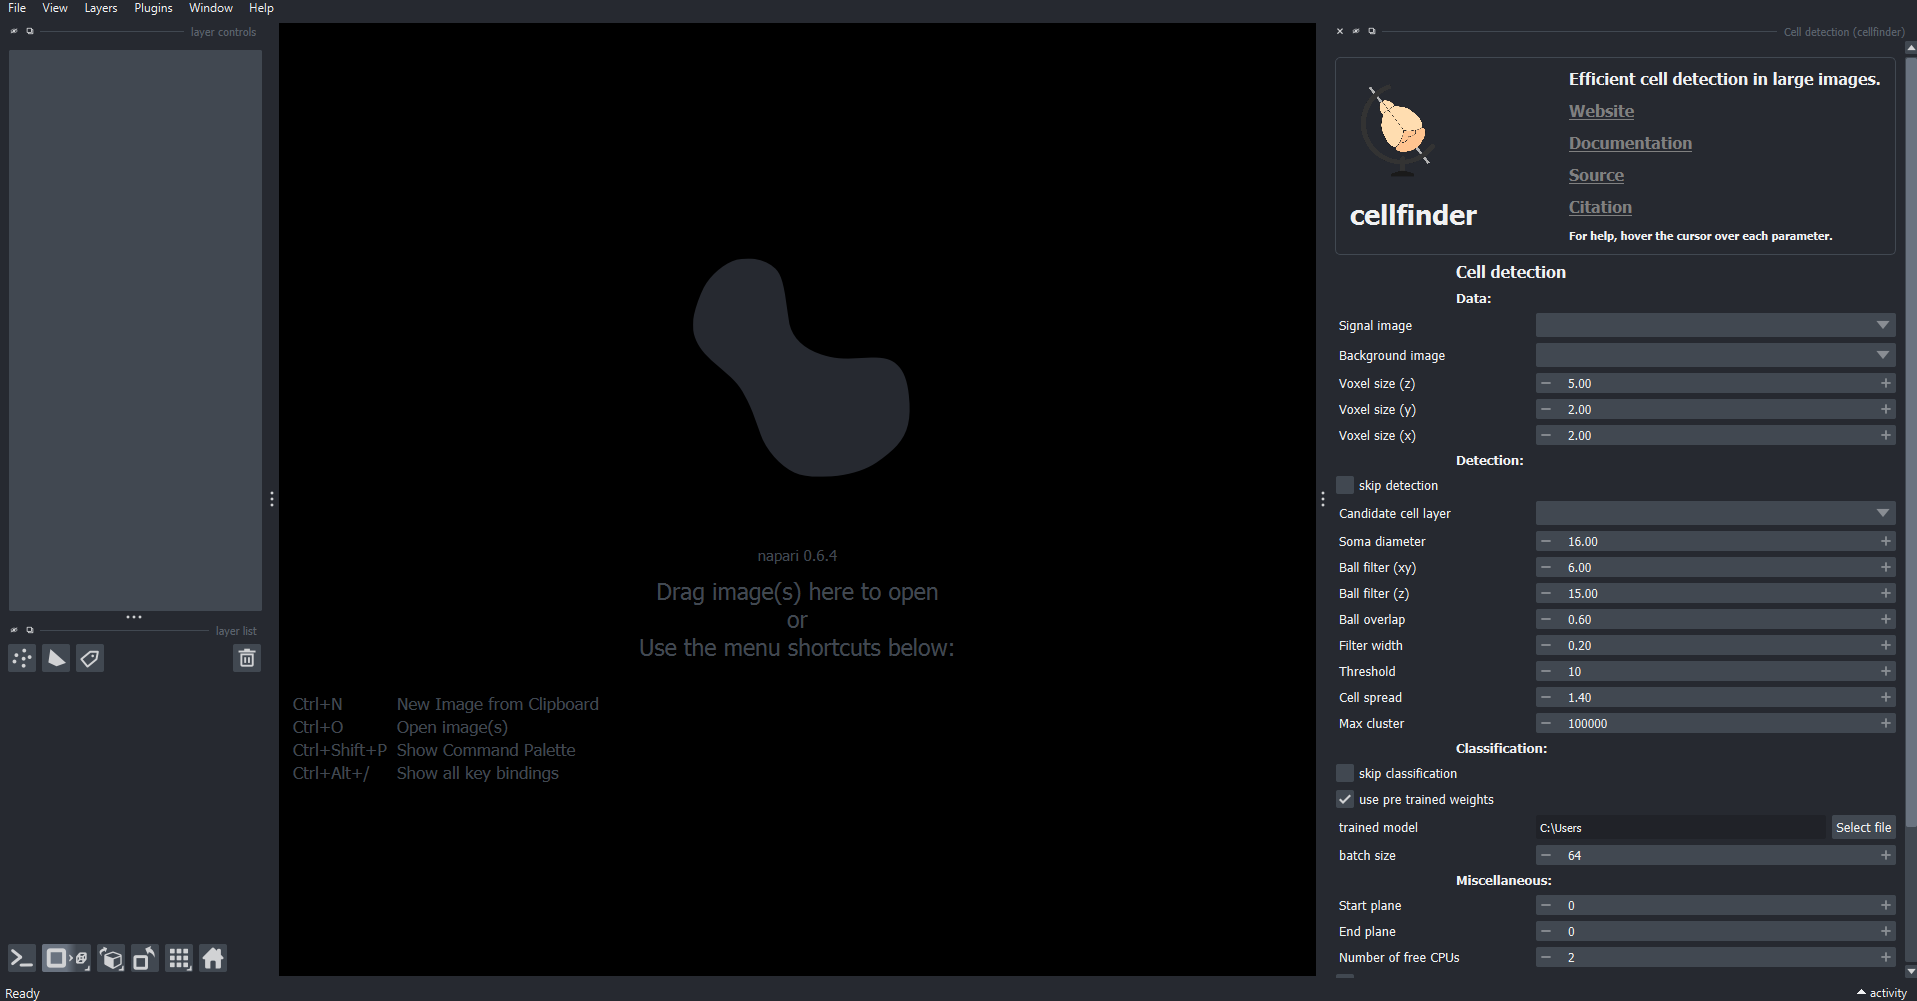 File View Layers Plugins Window Help
layer controls
layer list
napari 0.6.4
Drag image(s) here to open
or
Use the menu shortcuts below:
Ctrl+N New Image from Clipboard
Ctrl+O Open image(s)
Ctrl+Shift+P Show Command Palette
Ctrl+Alt+/ Show all key bindings
Cell detection (cellfinder)
cellfinder
Efficient cell detection in large images.
Website
Documentation
Source
Citation
For help, hover the cursor over each parameter.
Cell detection
Data:
Signal image
Background image
Voxel size (z) 5.00
Voxel size (y) 2.00
Voxel size (x) 2.00
Detection:
skip detection
Candidate cell layer
Soma diameter 16.00
Ball filter (xy) 6.00
Ball filter (z) 15.00
Ball overlap 0.60
Filter width 0.20
Threshold 10
Cell spread 1.40
Max cluster 100000
Classification:
skip classification
use pre trained weights
trained model C:\Users Select file
batch size 64
Miscellaneous:
Start plane 0
End plane 0
Number of free CPUs 2
Ready
activity